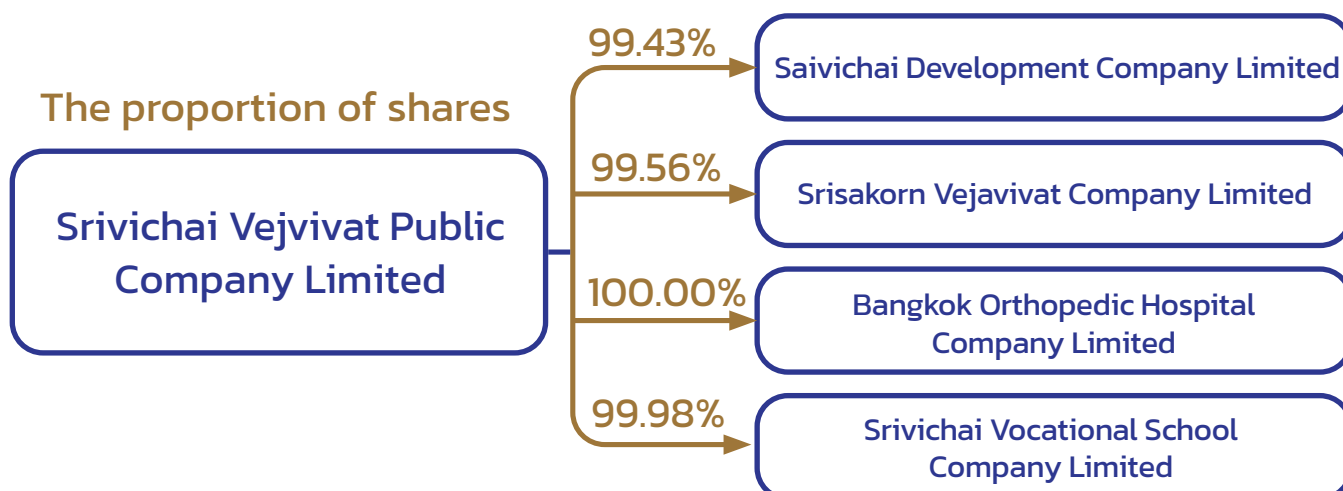 The proportion of shares
Srivichai Vejvivat Public
Company Limited
99.43%
Saivichai Development Company Limited
99.56%
Srisakorn Vejavivat Company Limited
100.00%
Bangkok Orthopedic Hospital
Company Limited
99.98%
Srivichai Vocational School
Company Limited